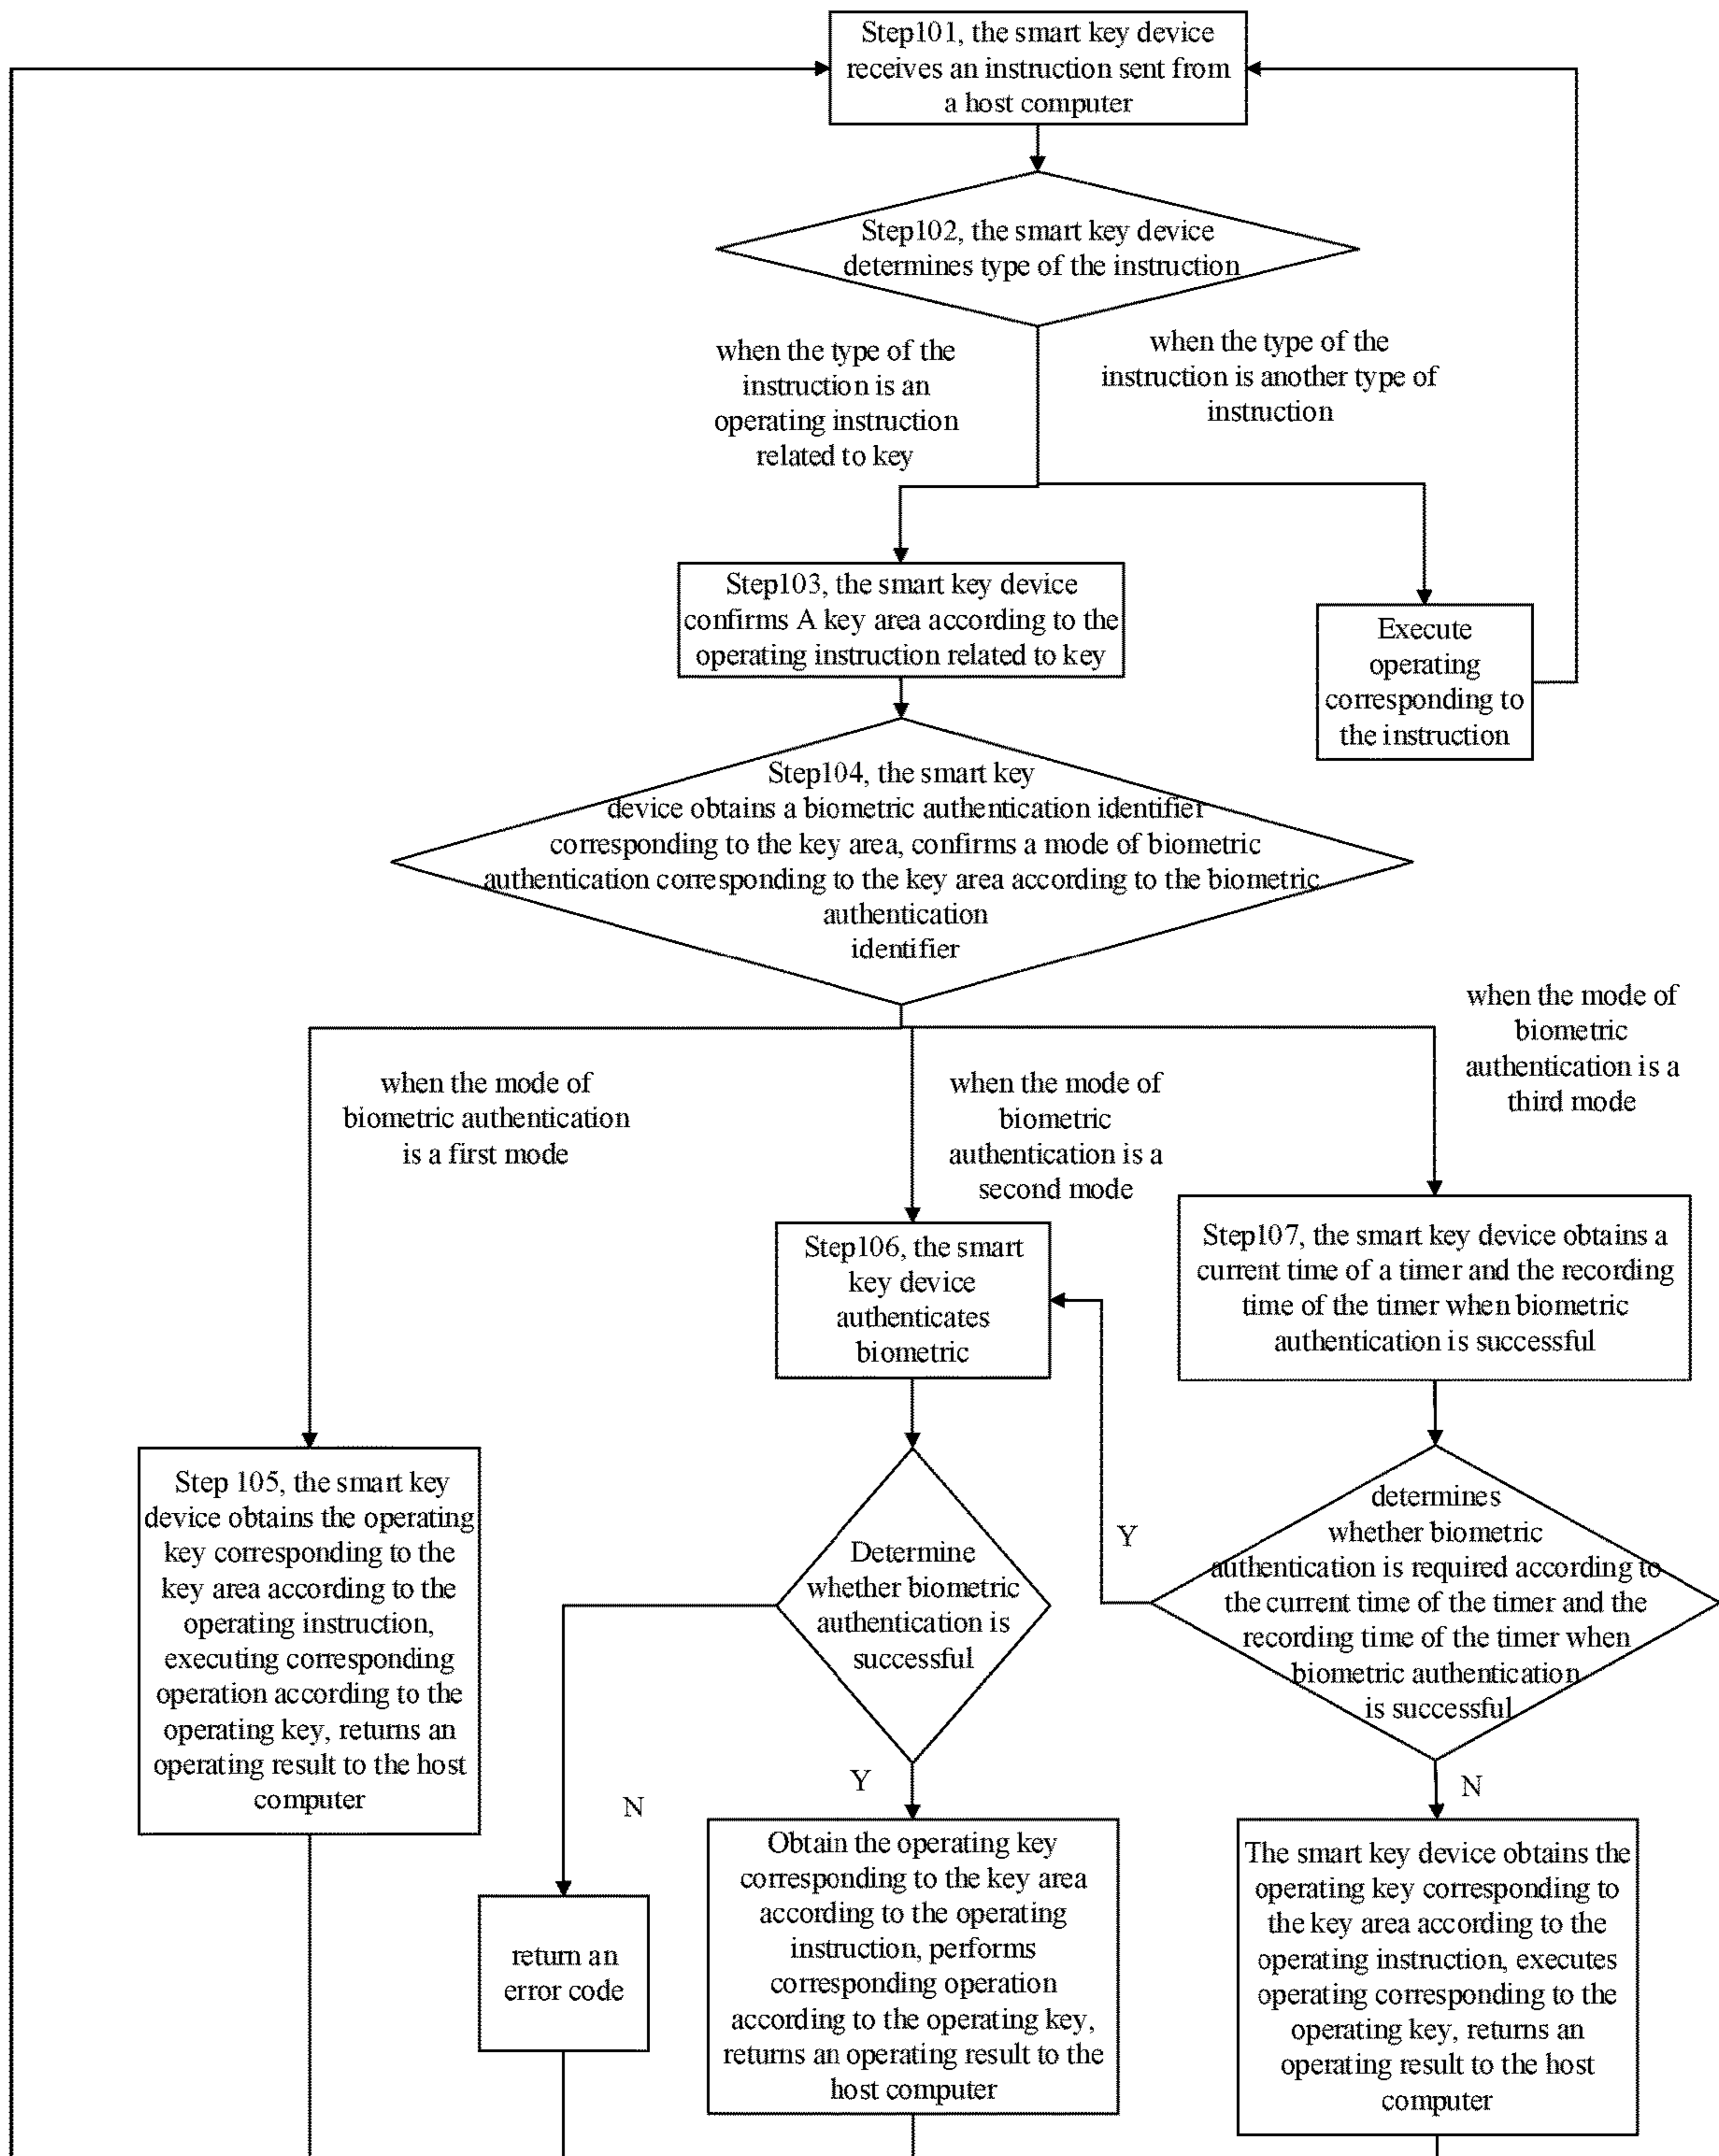 Step101, the smart key device
receives an instruction sent from
a host computer
Step102, the smart key device
determines type of the instruction
when the type of the
instruction is an
operating instruction
related to key
when the type of the
instruction is another type of
instruction
Step103, the smart key device
confirms A key area according to the
operating instruction related to key
Execute
operating
corresponding to
the instruction
Step104, the smart key
device obtains a biometric authentication identifier
corresponding to the key area, confirms a mode of biometric
authentication corresponding to the key area according to the biometric
authentication
identifier
when the mode of
biometric authentication
is a first mode
when the mode of
biometric
authentication is a
second mode
when the mode of
biometric
authentication is a
third mode
Step106, the smart
key device
authenticates
biometric
Step107, the smart key device obtains a
current time of a timer and the recording
time of the timer when biometric
authentication is successful
Step 105, the smart key
device obtains the operating
key corresponding to the
key area according to the
operating instruction,
executing corresponding
operation according to the
operating key, returns an
operating result to the host
computer
Determine
whether biometric
authentication is
successful
Y
determines
whether biometric
authentication is required according to
the current time of the timer and the
recording time of the timer when
biometric authentication
is successful
N
Y
N
return an
error code
Obtain the operating key
corresponding to the key area
according to the operating
instruction, performs
corresponding operation
according to the operating key,
returns an operating result to the
host computer
The smart key device obtains the
operating key corresponding to
the key area according to the
operating instruction, executes
operating corresponding to the
operating key, returns an
operating result to the host
computer